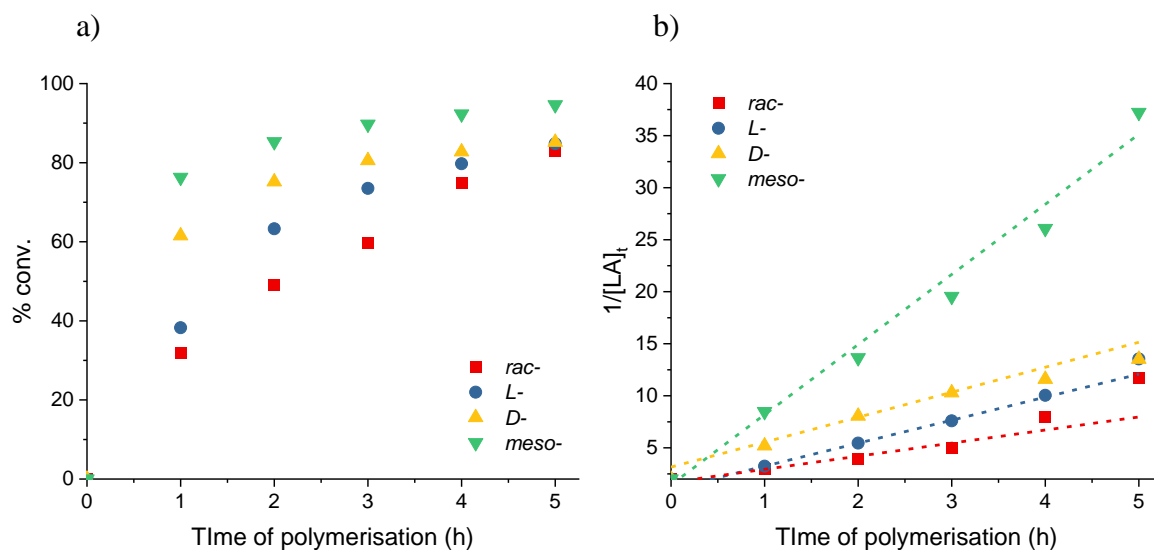 a)
100
80
60
40
20
0
% conv.
0 1 2 3 4 5
TIme of polymerisation (h)
rac-
L-
D-
meso-
b)
40
35
30
25
20
15
10
5
1/[LA]t
0 1 2 3 4 5
TIme of polymerisation (h)
rac-
L-
D-
meso-